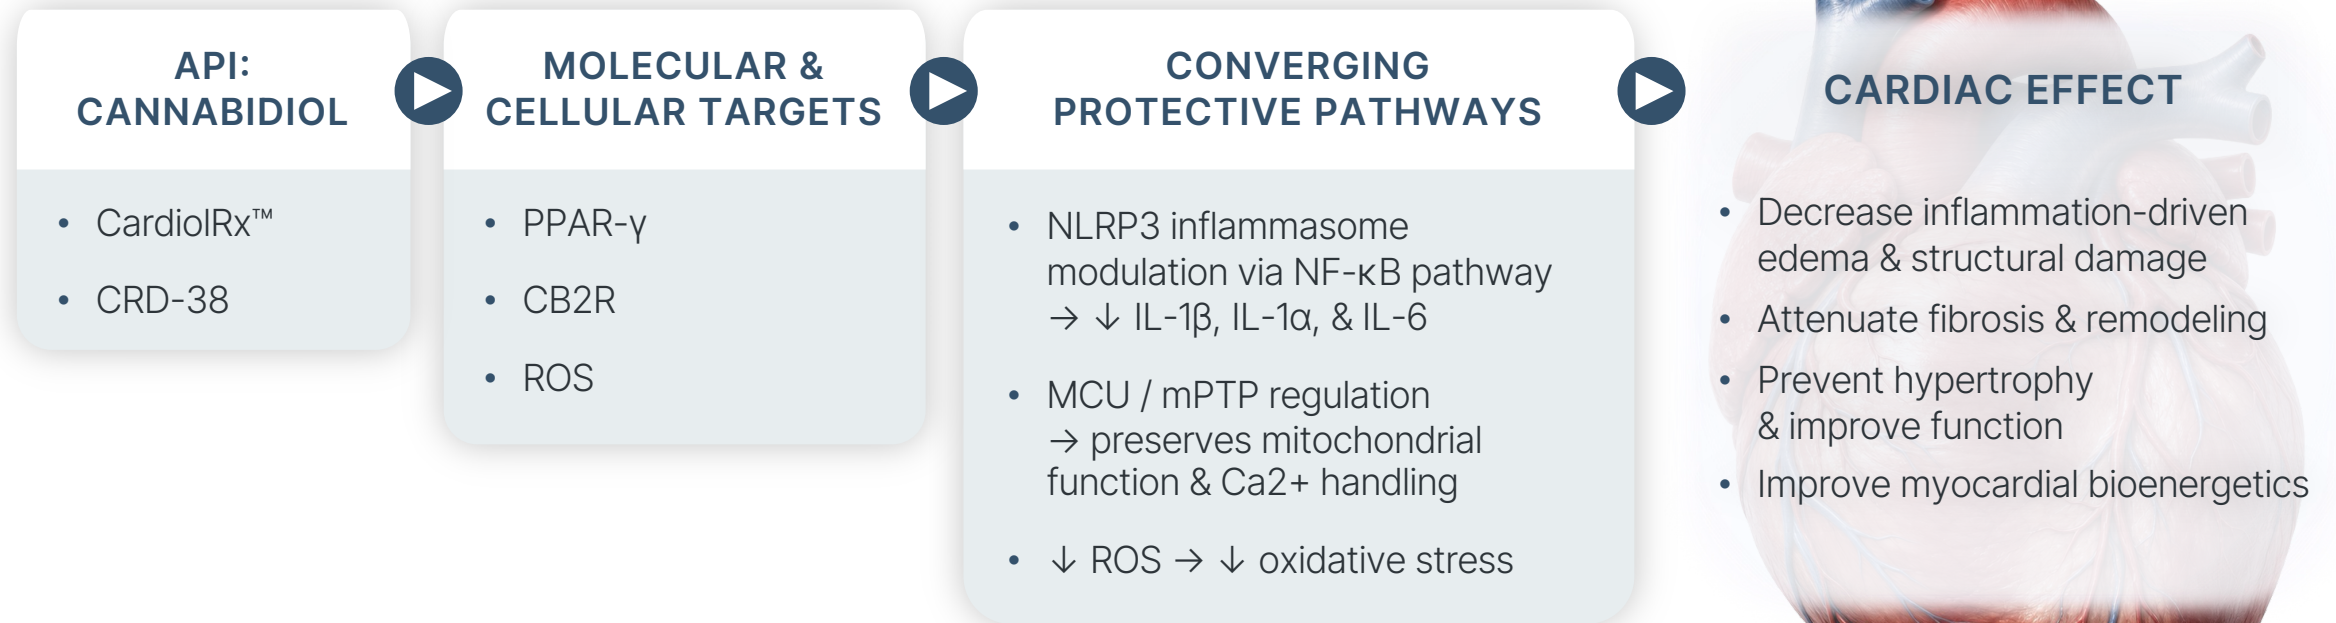 API:
CANNABIDIOL
• CardiolRx™
• CRD-38
MOLECULAR &
CELLULAR TARGETS
• PPAR-γ
• CB2R
• ROS
CONVERGING
PROTECTIVE PATHWAYS
• NLRP3 inflammasome
modulation via NF-κB pathway
→ ↓ IL-1β, IL-1α, & IL-6
• MCU / mPTP regulation
→ preserves mitochondrial
function & Ca2+ handling
• ↓ ROS → ↓ oxidative stress
CARDIAC EFFECT
• Decrease inflammation-driven
edema & structural damage
• Attenuate fibrosis & remodeling
• Prevent hypertrophy
& improve function
• Improve myocardial bioenergetics